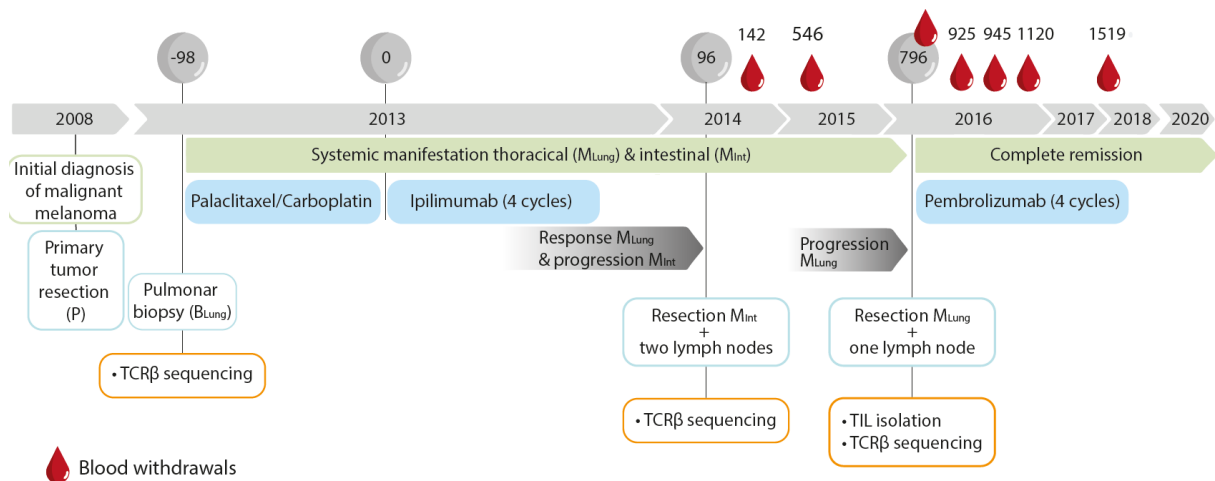 -98
0
96
142
546
796
925
945
1120
1519
2008
2013
2014
2015
2016
2017
2018
2020
Systemic manifestation thoracical (MLung) & intestinal (MInt)
Complete remission
Initial diagnosis
of malignant
melanoma
Palaclitaxel/Carboplatin
Ipilimumab (4 cycles)
Pembrolizumab (4 cycles)
Response MLung
& progression MInt
Progression
MLung
Primary
tumor
resection
(P)
Pulmonar
biopsy (BLung)
Resection MInt
+
two lymph nodes
Resection MLung
+
one lymph node
• TCRβ sequencing
• TCRβ sequencing
• TIL isolation
• TCRβ sequencing
Blood withdrawals